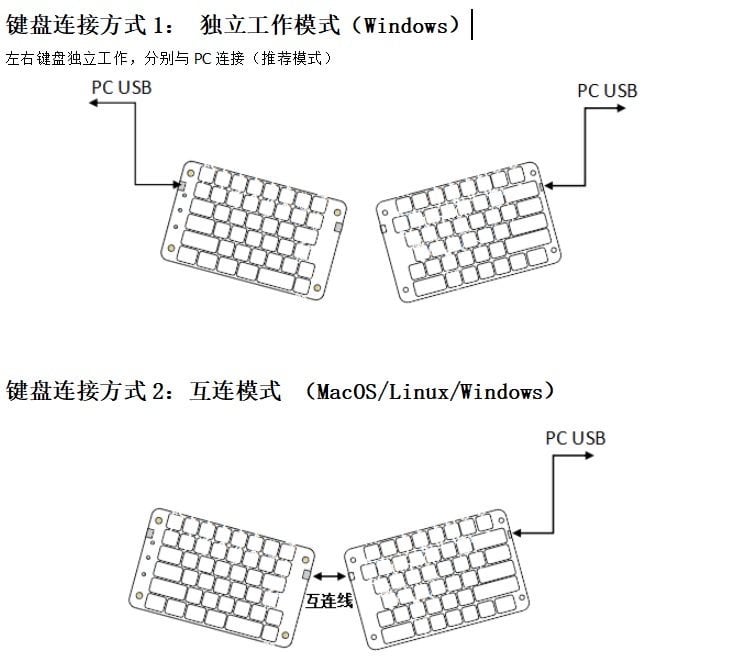 键盘连接方式1： 独立工作模式（Windows）
左右键盘独立工作，分别与PC连接（推荐模式）
PC USB
PC USB
键盘连接方式2：互连模式 （MacOS/Linux/Windows）
PC USB
互连线